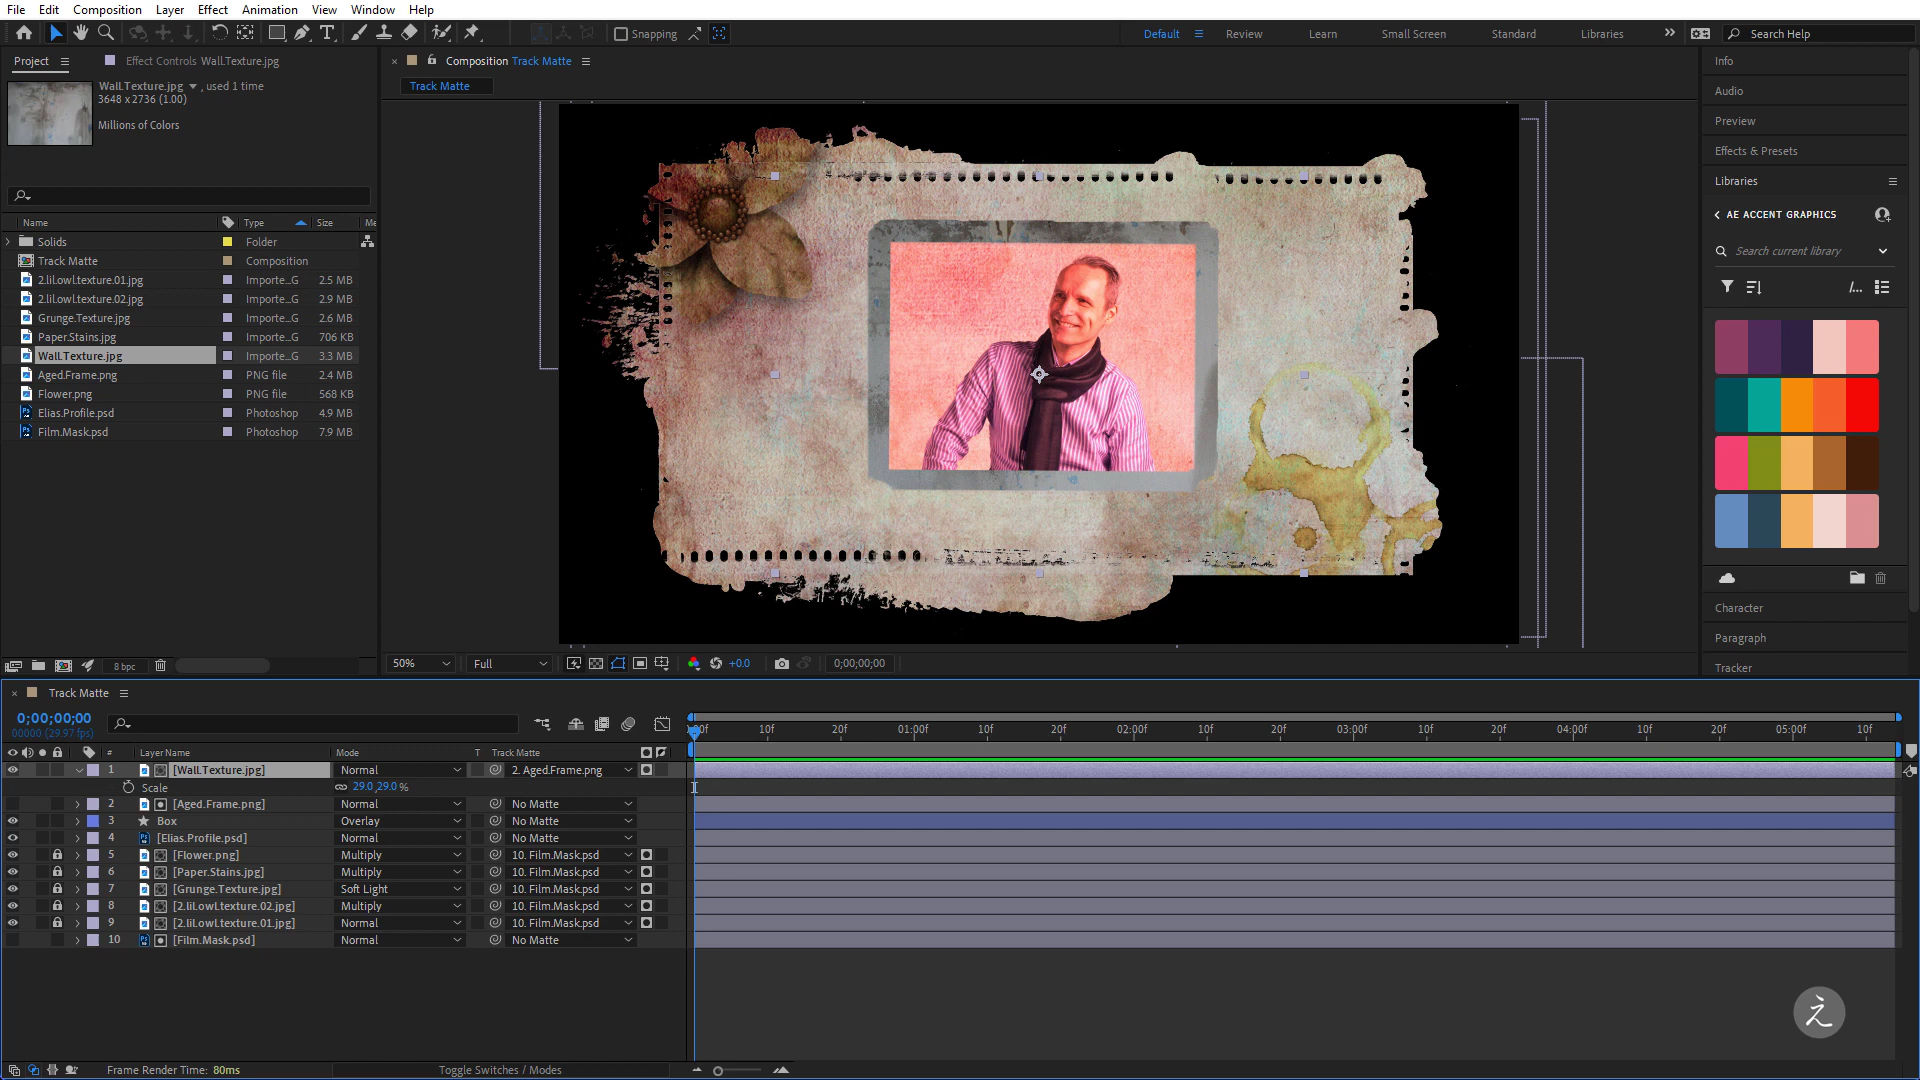 File Edit Composition Layer Effect Animation View Window Help
Snapping Default Review Learn Small Screen Standard Libraries Search Help
Project Effect Controls Wall.Texture.jpg
Wall.Texture.jpg , used 1 time
3648 x 2736 (1.00)
Millions of Colors
Name Type Size Me
Solids Folder
Track Matte Composition
2.lil.owl.texture.01.jpg Importe...G 2.5 MB
2.lil.owl.texture.02.jpg Importe...G 2.9 MB
Grunge.Texture.jpg Importe...G 2.6 MB
Paper.Stains.jpg Importe...G 706 KB
Wall.Texture.jpg Importe...G 3.3 MB
Aged.Frame.png PNG file 2.4 MB
Flower.png PNG file 568 KB
Elias.Profile.psd Photoshop 4.9 MB
Film.Mask.psd Photoshop 7.9 MB
8 bpc
Composition Track Matte
Track Matte
50% Full +0.0 0;00;00;00
Info
Audio
Preview
Effects & Presets
Libraries
AE ACCENT GRAPHICS
Search current library
/...
Character
Paragraph
Tracker
Track Matte
0;00;00;00
00000 (29.97 fps)
:00f 10f 20f 01:00f 10f 20f 02:00f 10f 20f 03:00f 10f 20f 04:00f 10f 20f 05:00f 10f
# Layer Name Mode T Track Matte
1 [Wall.Texture.jpg] Normal 2. Aged.Frame.png
Scale 29.0,29.0 %
2 [Aged.Frame.png] Normal No Matte
3 Box Overlay No Matte
4 [Elias.Profile.psd] Normal No Matte
5 [Flower.png] Multiply 10. Film.Mask.psd
6 [Paper.Stains.jpg] Multiply 10. Film.Mask.psd
7 [Grunge.Texture.jpg] Soft Light 10. Film.Mask.psd
8 [2.lil.owl.texture.02.jpg] Multiply 10. Film.Mask.psd
9 [2.lil.owl.texture.01.jpg] Normal 10. Film.Mask.psd
10 [Film.Mask.psd] Normal No Matte
之
Frame Render Time: 80ms Toggle Switches / Modes